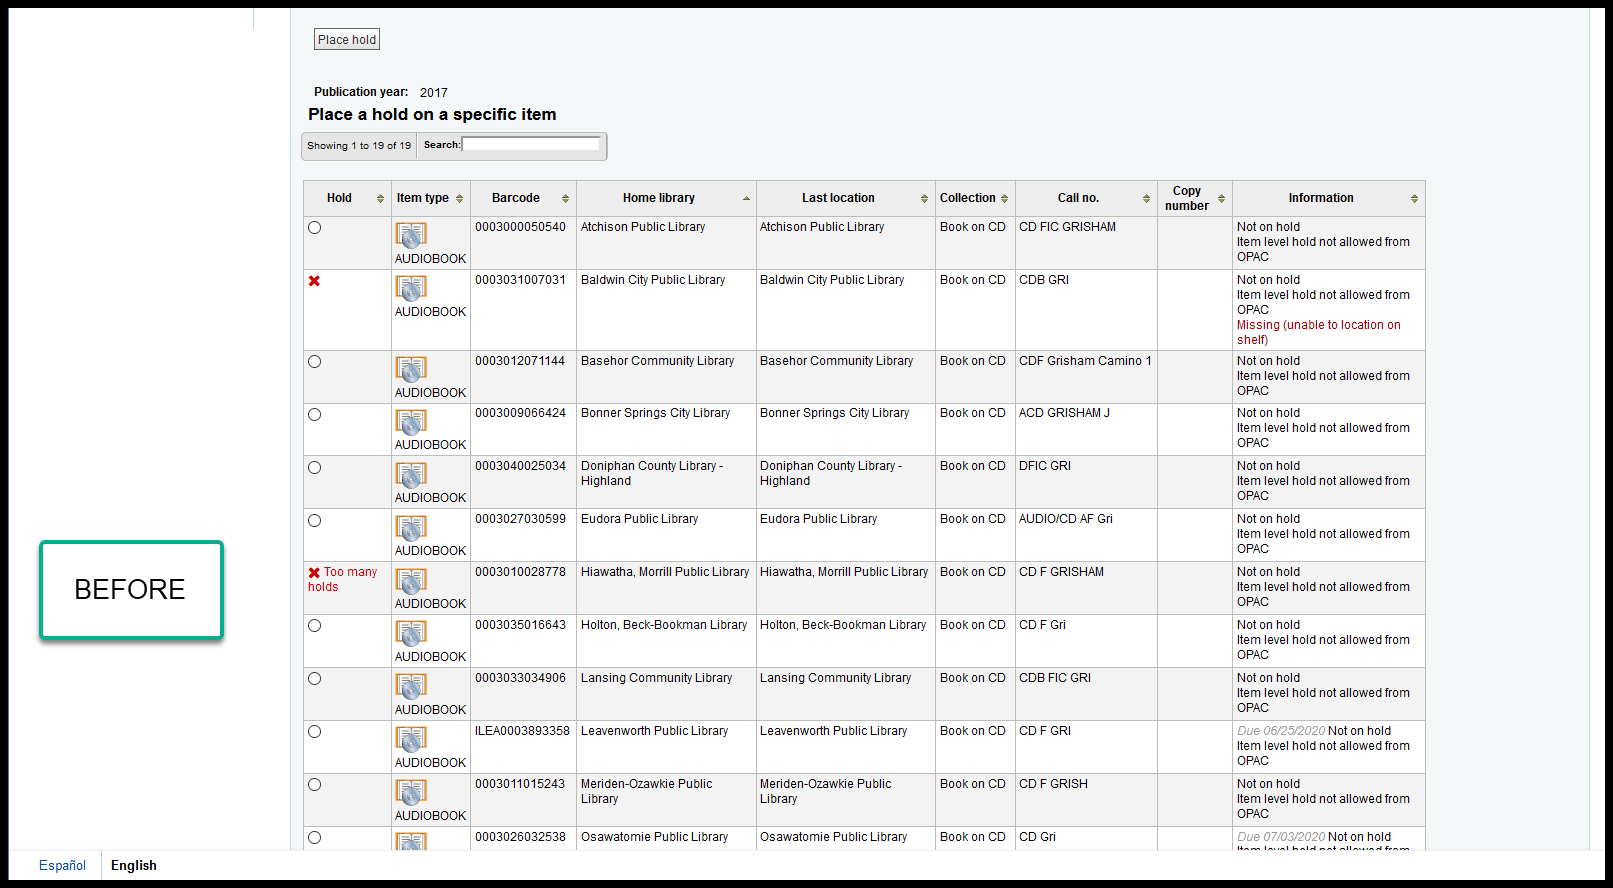 Place hold
Publication year: 2017
Place a hold on a specific item
Showing 1 to 19 of 19 Search:
Hold Item type Barcode Home library Last location Collection Call no. Copy number Information
0003000050540 Atchison Public Library Atchison Public Library Book on CD CD FIC GRISHAM Not on hold
Item level hold not allowed from
AUDIOBOOK OPAC
0003031007031 Baldwin City Public Library Baldwin City Public Library Book on CD CDB GRI Not on hold
Item level hold not allowed from
AUDIOBOOK OPAC
Missing (unable to location on
shelf)
0003012071144 Basehor Community Library Basehor Community Library Book on CD CDF Grisham Camino 1 Not on hold
Item level hold not allowed from
AUDIOBOOK OPAC
0003009066424 Bonner Springs City Library Bonner Springs City Library Book on CD ACD GRISHAM J Not on hold
Item level hold not allowed from
AUDIOBOOK OPAC
0003040025034 Doniphan County Library - Doniphan County Library - Book on CD DFIC GRI Not on hold
Highland Highland Item level hold not allowed from
AUDIOBOOK OPAC
0003027030599 Eudora Public Library Eudora Public Library Book on CD AUDIO/CD AF Gri Not on hold
Item level hold not allowed from
AUDIOBOOK OPAC
Too many 0003010028778 Hiawatha, Morrill Public Library Hiawatha, Morrill Public Library Book on CD CD F GRISHAM Not on hold
holds Item level hold not allowed from
AUDIOBOOK OPAC
0003035016643 Holton, Beck-Bookman Library Holton, Beck-Bookman Library Book on CD CD F Gri Not on hold
Item level hold not allowed from
AUDIOBOOK OPAC
0003033034906 Lansing Community Library Lansing Community Library Book on CD CDB FIC GRI Not on hold
Item level hold not allowed from
AUDIOBOOK OPAC
ILEA0003893358 Leavenworth Public Library Leavenworth Public Library Book on CD CD F GRI Due 06/25/2020 Not on hold
Item level hold not allowed from
AUDIOBOOK OPAC
0003011015243 Meriden-Ozawkie Public Meriden-Ozawkie Public Book on CD CD F GRISH Not on hold
Library Library Item level hold not allowed from
AUDIOBOOK OPAC
0003026032538 Osawatomie Public Library Osawatomie Public Library Book on CD CD Gri Due 07/03/2020 Not on hold
Item level hold not allowed from
BEFORE
Español English